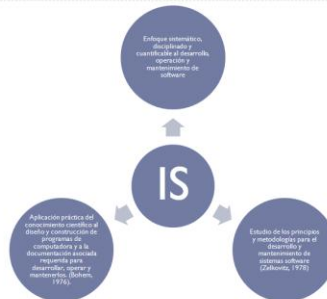 Enfoque sistemático,
disciplinado y
cuantificable al desarrollo,
operación y
mantenimiento de
software
IS
Aplicación práctica del
conocimiento científico al
diseño y construcción de
programas de
computadora y a la
documentación asociada
requerida para
desarrollar, operar y
mantenerlos. (Bohem,
1976).
Estudio de los principios
y metodologías para el
desarrollo y
mantenimiento de
sistemas software
(Zelkovitz, 1978)